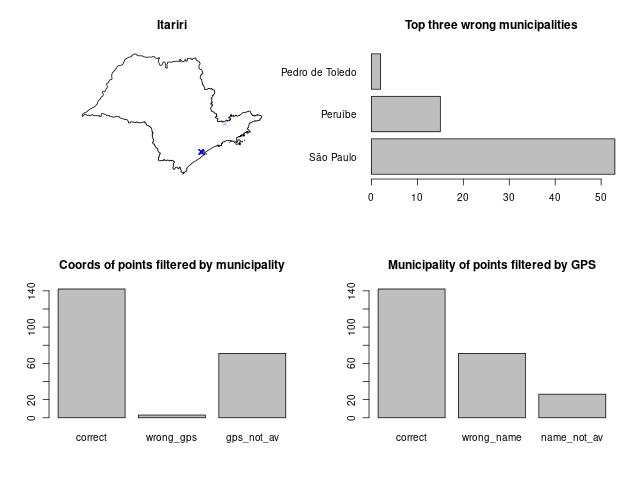 Itariri
Top three wrong municipalities
Pedro de Toledo
Peruíbe
São Paulo
0 10 20 30 40 50
Coords of points filtered by municipality
0 20 60 100 140
correct wrong_gps gps_not_av
Municipality of points filtered by GPS
0 20 60 100 140
correct wrong_name name_not_av